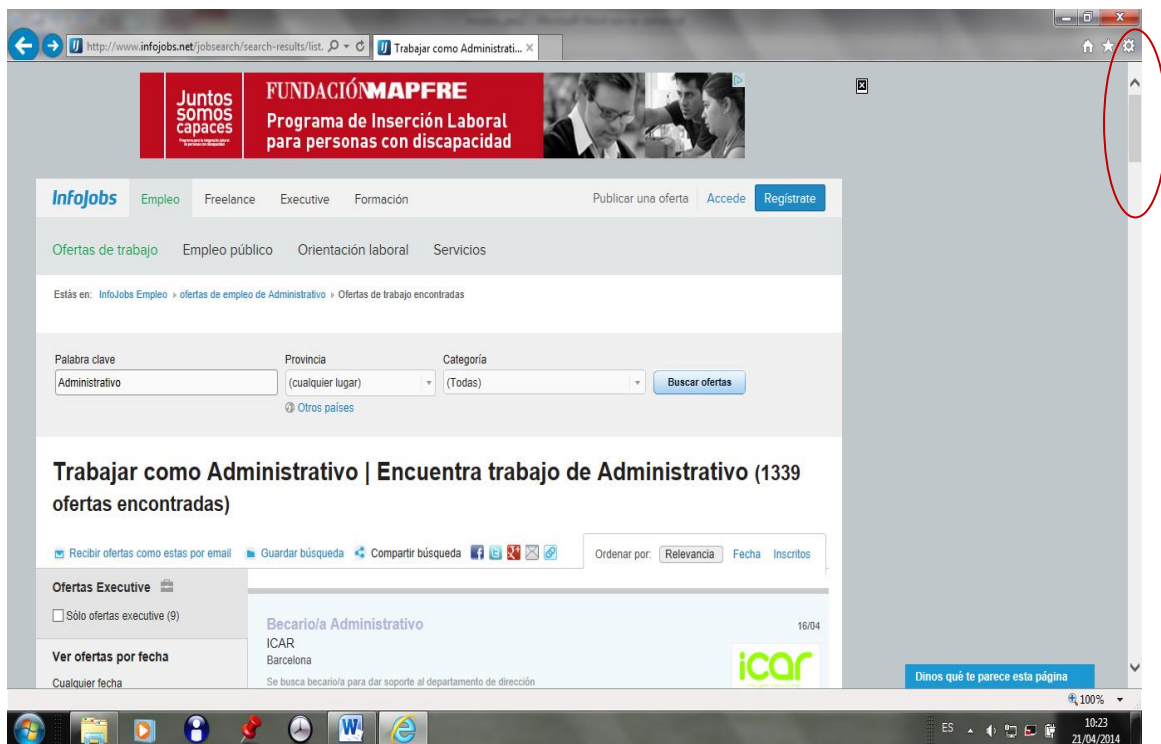 http://www.infojobs.net/jobsearch/search-results/list.
Trabajar como Administrati...
Juntos
somos
capaces
FUNDACIÓNMAPFRE
Programa de Inserción Laboral
para personas con discapacidad
InfoJobs Empleo Freelance Executive Formación Publicar una oferta Accede Regístrate
Ofertas de trabajo Empleo público Orientación laboral Servicios
Estás en: InfoJobs Empleo ofertas de empleo de Administrativo Ofertas de trabajo encontradas
Palabra clave Provincia Categoría
Administrativo (cualquier lugar) (Todas) Buscar ofertas
Otros países
Trabajar como Administrativo | Encuentra trabajo de Administrativo (1339
ofertas encontradas)
Recibir ofertas como estas por email Guardar búsqueda Compartir búsqueda Ordenar por: Relevancia Fecha Inscritos
Ofertas Executive
Sólo ofertas executive (9)
Ver ofertas por fecha
Cualquier fecha
Becario/a Administrativo 16/04
ICAR
Barcelona
Se busca becario/a para dar soporte al departamento de dirección
icar
Dinos qué te parece esta página
100%
ES 10:23
21/04/2014